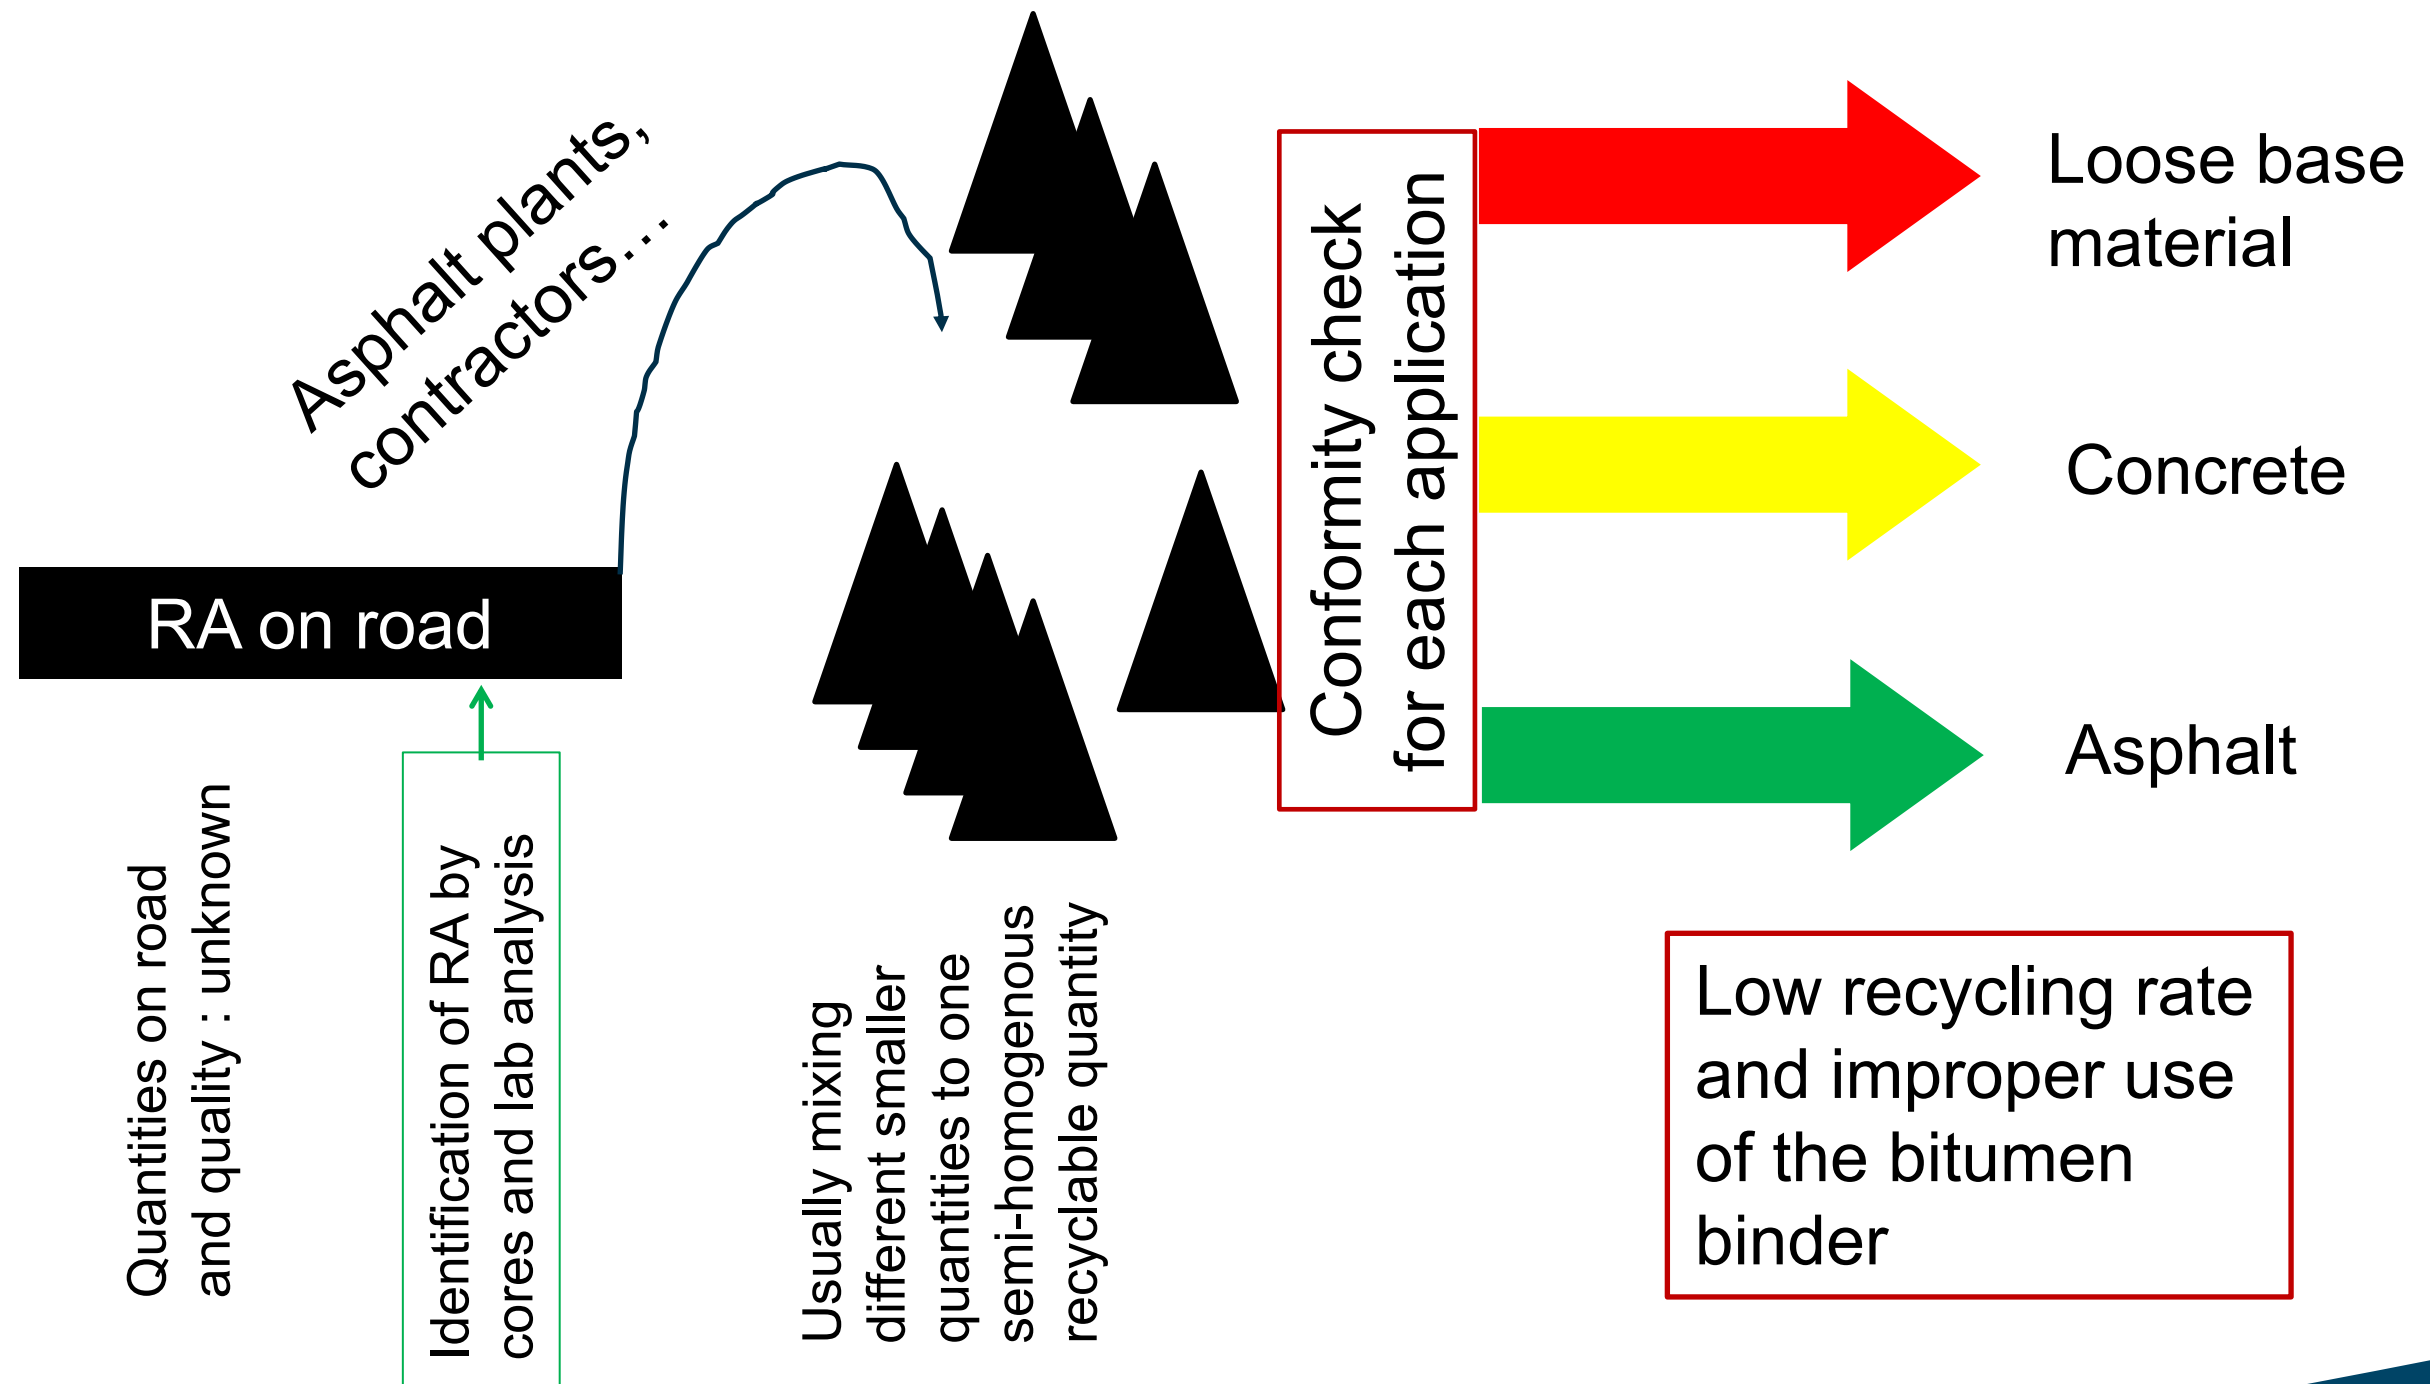 Asphalt plants,
contractors…
RA on road
Quantities on road
and quality : unknown
Identification of RA by
cores and lab analysis
Usually mixing
different smaller
quantities to one
semi-homogenous
recyclable quantity
Conformity check
for each application
Loose base
material
Concrete
Asphalt
Low recycling rate
and improper use
of the bitumen
binder